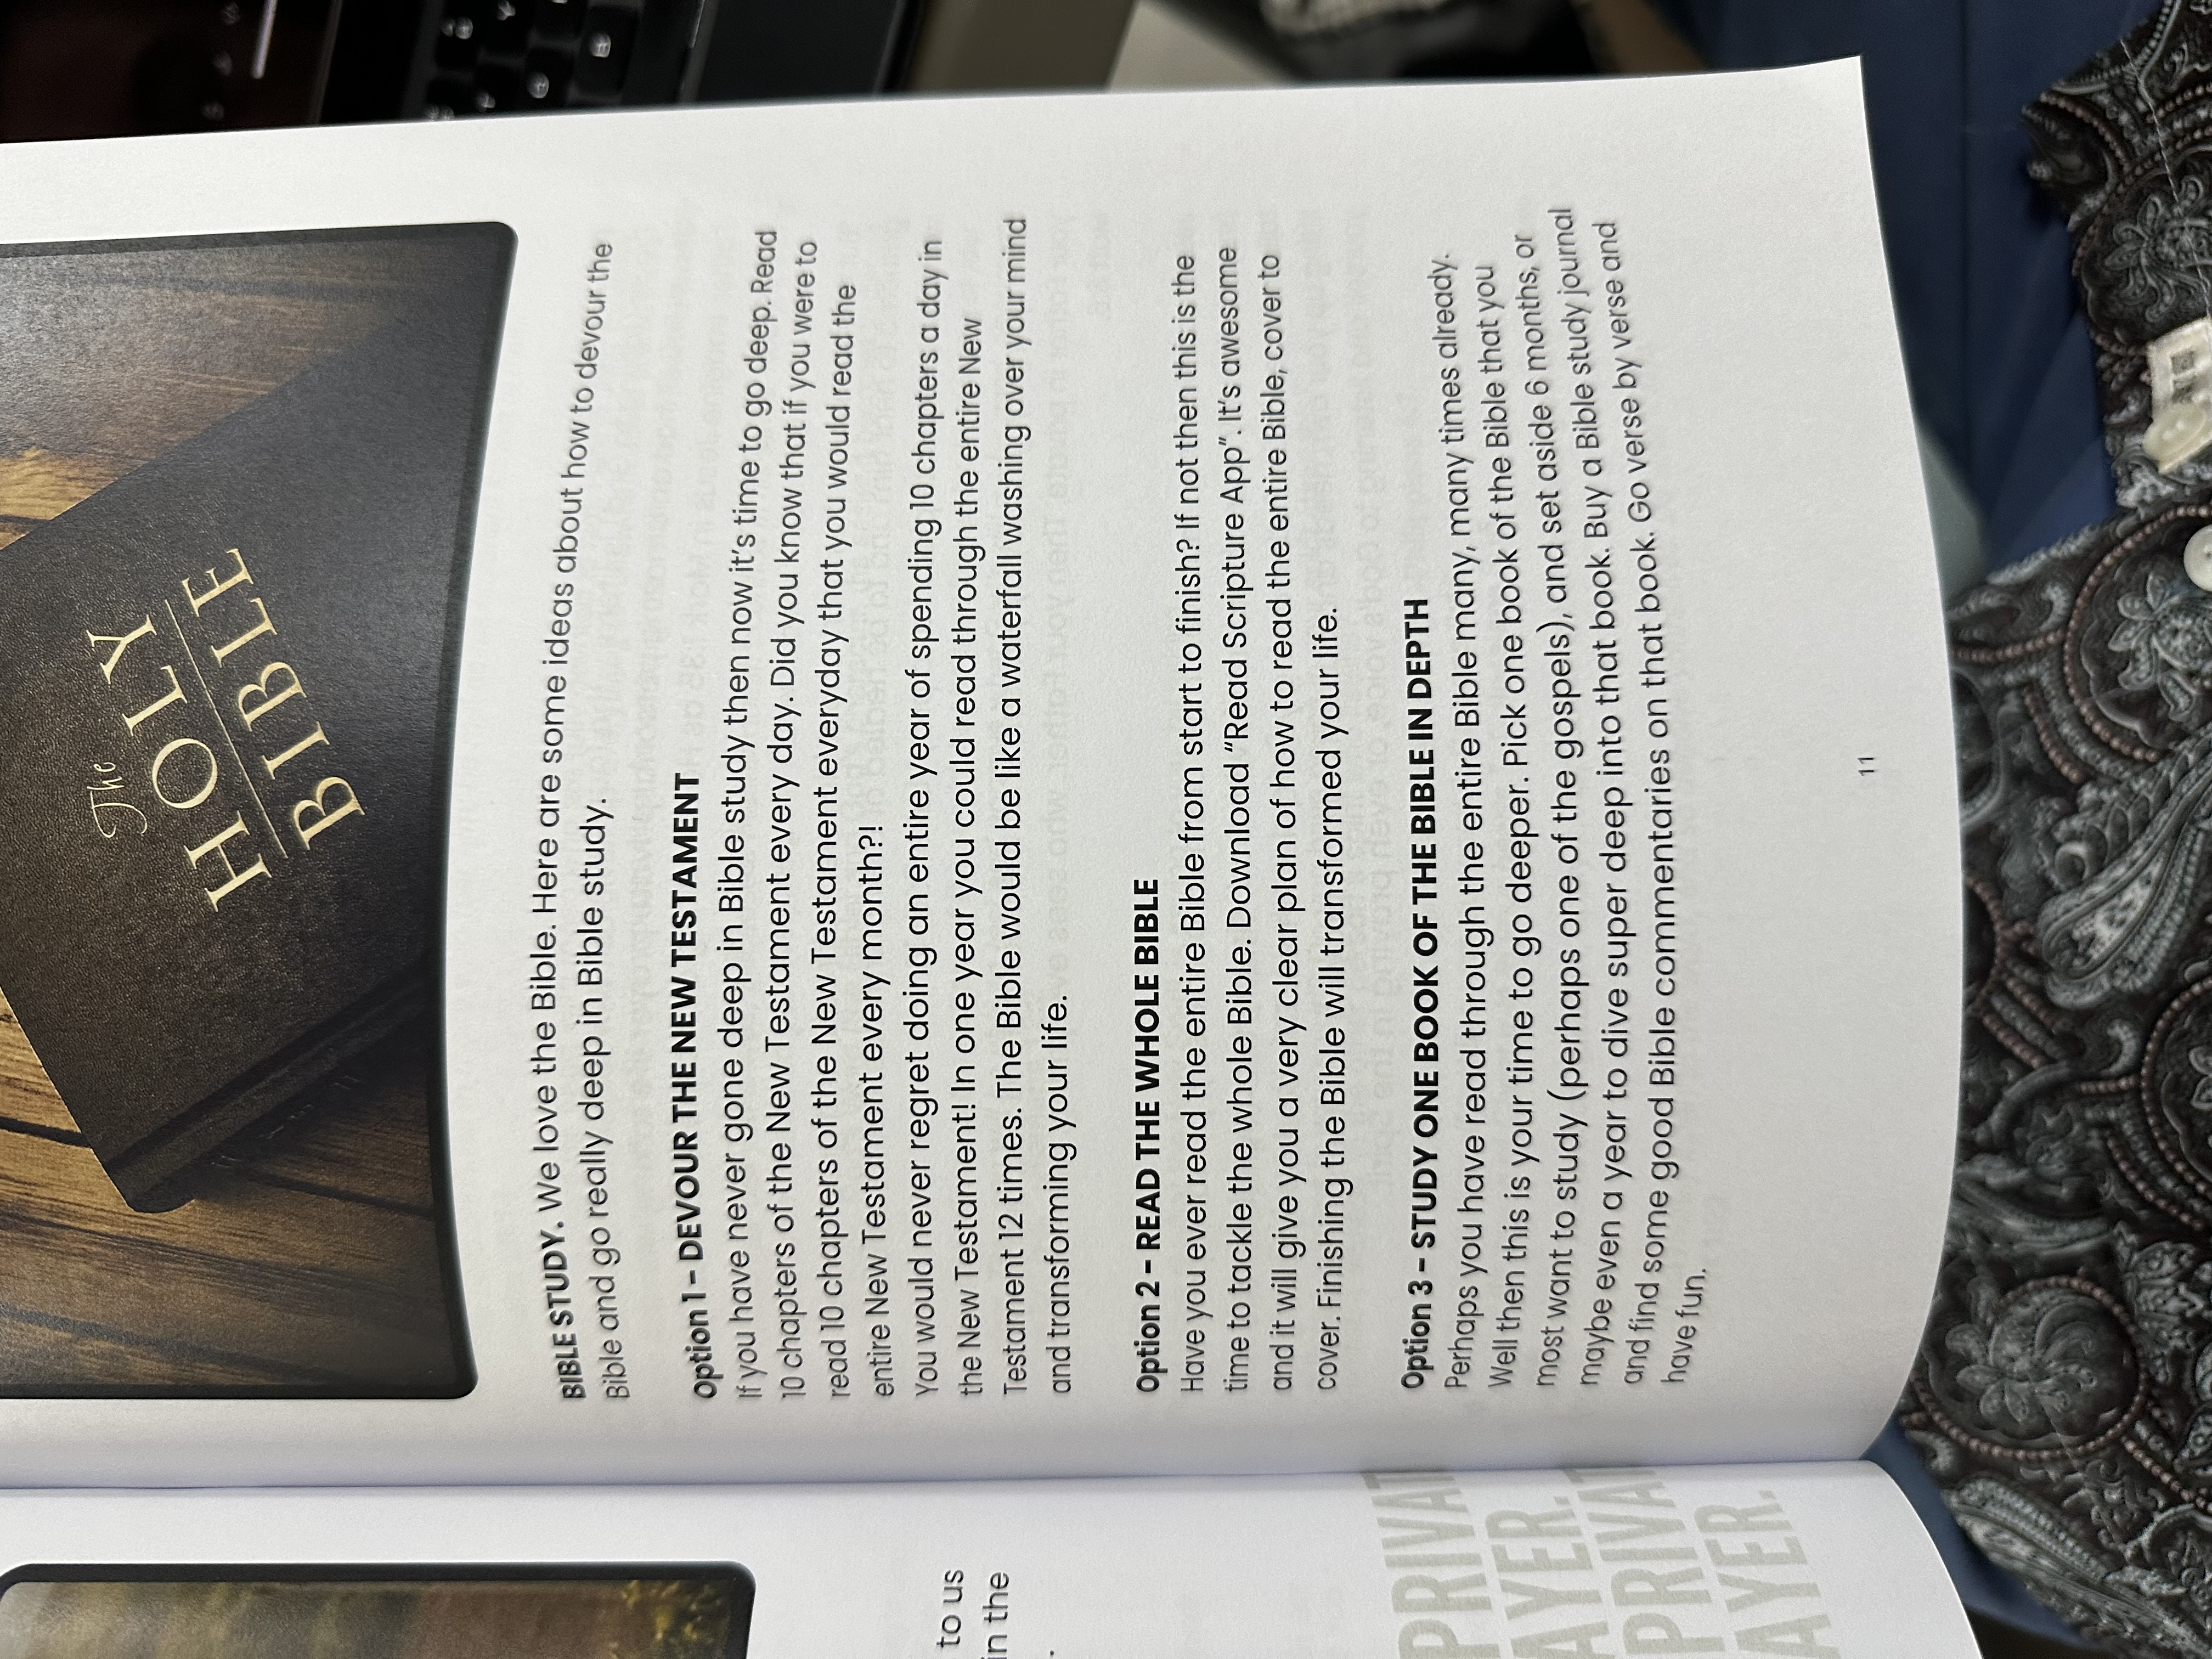 to us
in the
.
PRIVAT
AYER.
PRIVAT
AYER.
The
HOLY
BIBLE
BIBLE STUDY. We love the Bible. Here are some ideas about how to devour the
Bible and go really deep in Bible study.
Option 1 - DEVOUR THE NEW TESTAMENT
If you have never gone deep in Bible study then now it's time to go deep. Read
10 chapters of the New Testament every day. Did you know that if you were to
read 10 chapters of the New Testament everyday that you would read the
entire New Testament every month?!
You would never regret doing an entire year of spending 10 chapters a day in
the New Testament! In one year you could read through the entire New
Testament 12 times. The Bible would be like a waterfall washing over your mind
and transforming your life.
Option 2 - READ THE WHOLE BIBLE
Have you ever read the entire Bible from start to finish? If not then this is the
time to tackle the whole Bible. Download “Read Scripture App”. It's awesome
and it will give you a very clear plan of how to read the entire Bible, cover to
cover. Finishing the Bible will transformed your life.
Option 3 - STUDY ONE BOOK OF THE BIBLE IN DEPTH
Perhaps you have read through the entire Bible many, many times already.
Well then this is your time to go deeper. Pick one book of the Bible that you
most want to study (perhaps one of the gospels), and set aside 6 months, or
maybe even a year to dive super deep into that book. Buy a Bible study journal
and find some good Bible commentaries on that book. Go verse by verse and
have fun.
11